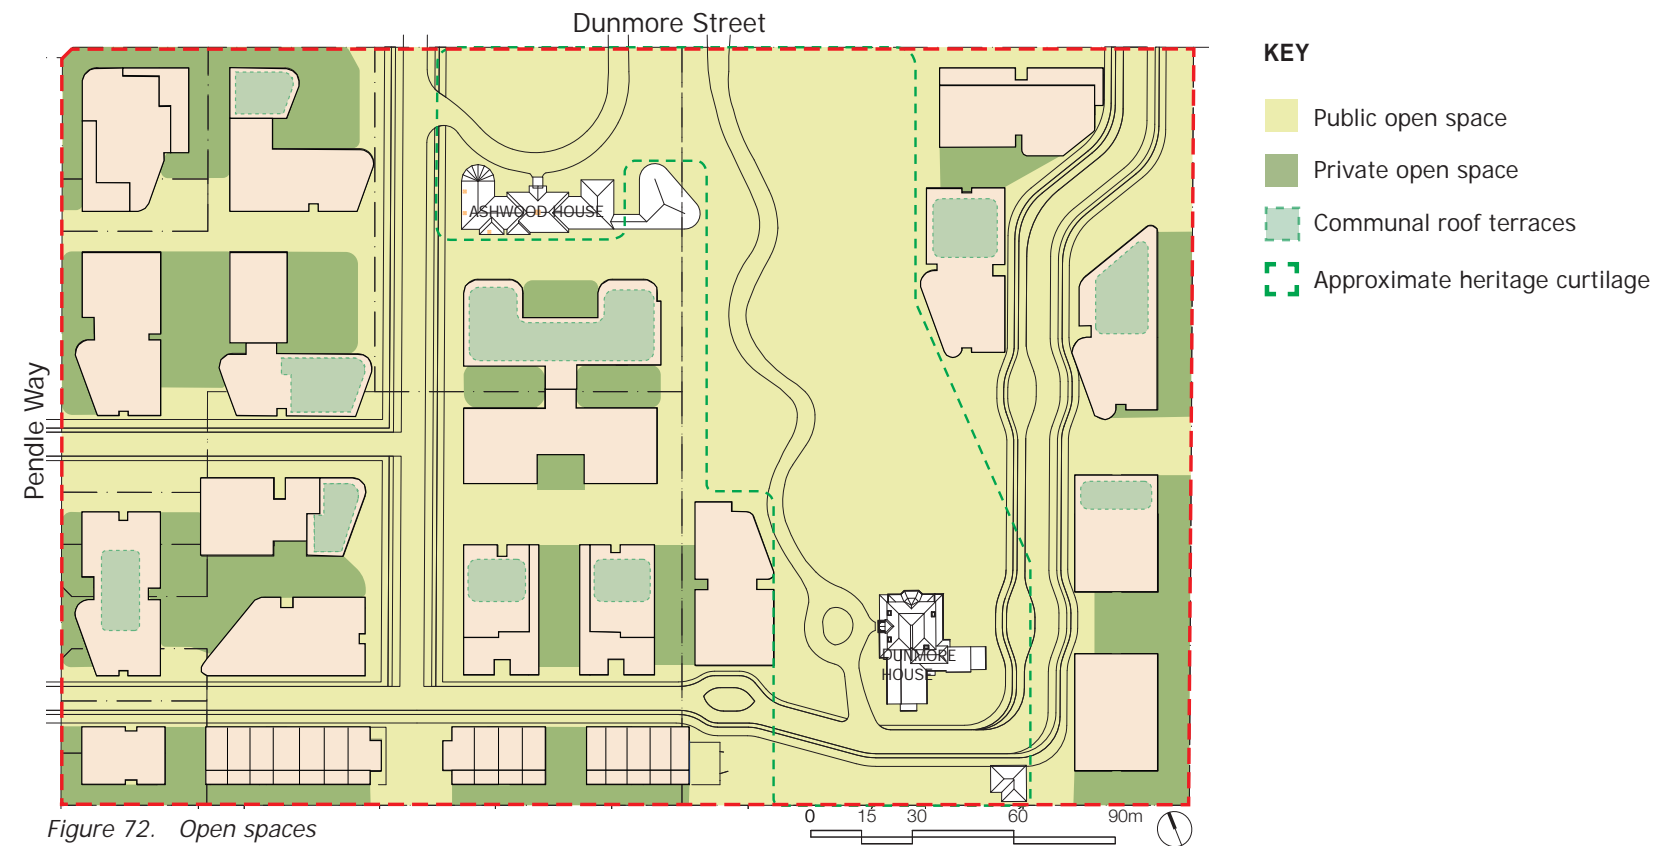 Dunmore Street
KEY
Public open space
Private open space
Communal roof terraces
Approximate heritage curtilage
ASHWOOD HOUSE
Pendle Way
DUNMORE
HOUSE
0 15 30 60 90m
Figure 72. Open spaces